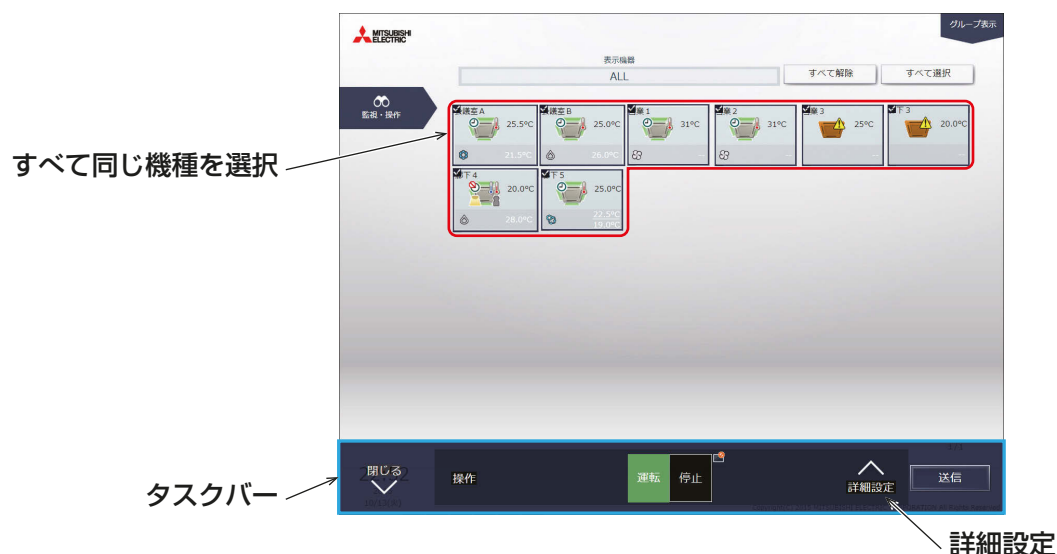 MITSUBISHI
ELECTRIC
グループ表示
表示機器
ALL
すべて解除
すべて選択
監視・操作
議室A
25.5℃
21.5℃
議室B
25.0℃
26.0℃
業1
31℃
--
業2
31℃
--
業3
25℃
--
下3
20.0℃
--
下4
20.0℃
28.0℃
下5
25.0℃
22.5℃
19.0℃
すべて同じ機種を選択
閉じる
操作
運転
停止
詳細設定
送信
タスクバー
詳細設定